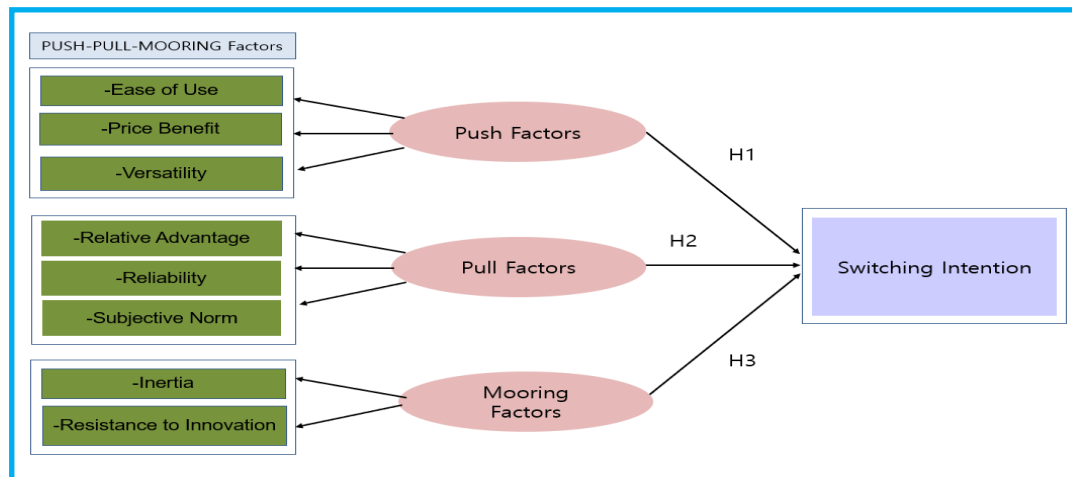 PUSH-PULL-MOORING Factors
-Ease of Use
-Price Benefit
-Versatility
Push Factors
H1
-Relative Advantage
-Reliability
-Subjective Norm
Pull Factors
H2
Switching Intention
-Inertia
-Resistance to Innovation
Mooring
Factors
H3